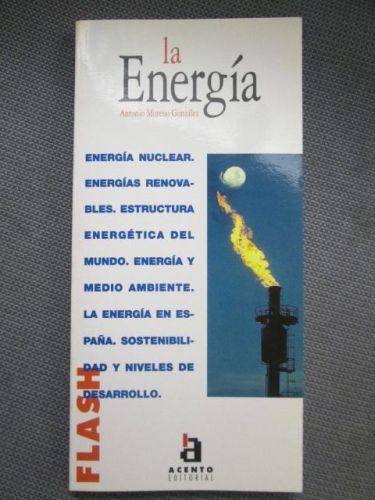 la
Energía
Antonio Moreno González
ENERGÍA NUCLEAR.
ENERGÍAS RENOVA-
BLES. ESTRUCTURA
ENERGÉTICA DEL
MUNDO. ENERGÍA Y
MEDIO AMBIENTE.
LA ENERGÍA EN ES-
PAÑA. SOSTENIBILI-
DAD Y NIVELES DE
DESARROLLO.
FLASH
a
ACENTO
EDITORIAL